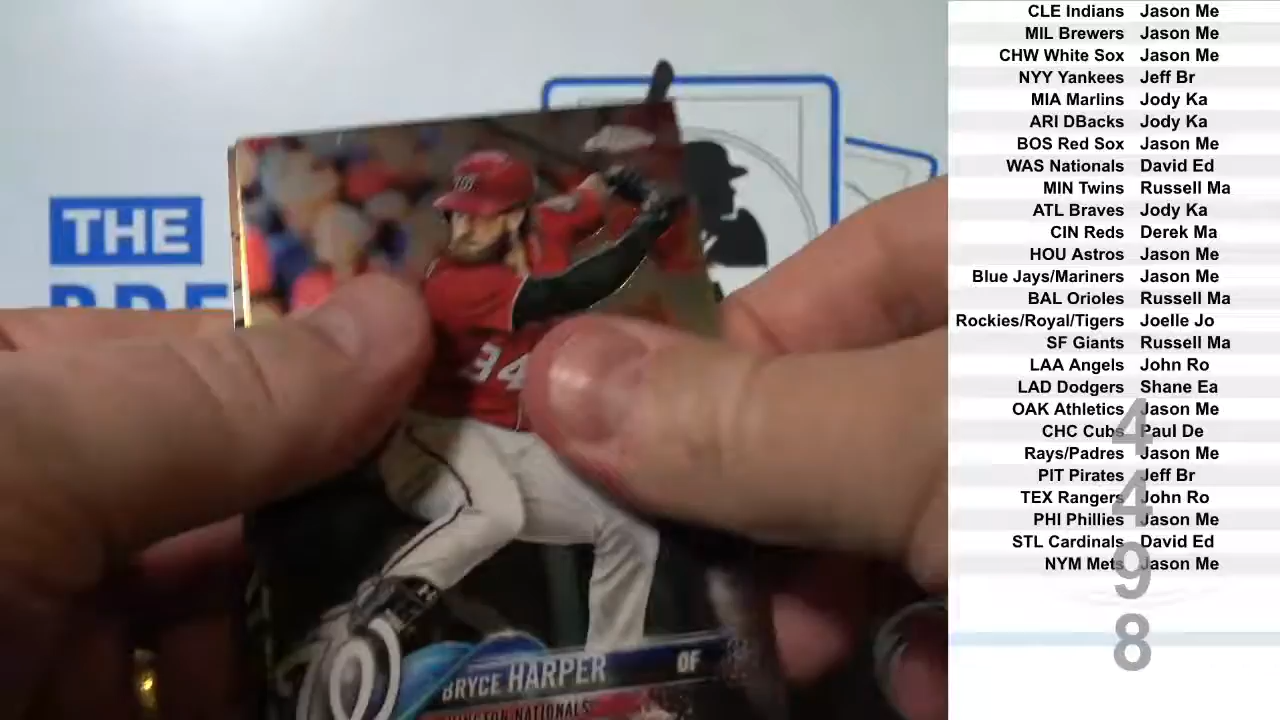 THE
34
BRYCE HARPER OF
CLE Indians Jason Me
MIL Brewers Jason Me
CHW White Sox Jason Me
NYY Yankees Jeff Br
MIA Marlins Jody Ka
ARI DBacks Jody Ka
BOS Red Sox Jason Me
WAS Nationals David Ed
MIN Twins Russell Ma
ATL Braves Jody Ka
CIN Reds Derek Ma
HOU Astros Jason Me
Blue Jays/Mariners Jason Me
BAL Orioles Russell Ma
Rockies/Royal/Tigers Joelle Jo
SF Giants Russell Ma
LAA Angels John Ro
LAD Dodgers Shane Ea
OAK Athletics Jason Me
CHC Cubs Paul De
Rays/Padres Jason Me
PIT Pirates Jeff Br
TEX Rangers John Ro
PHI Phillies Jason Me
STL Cardinals David Ed
NYM Mets Jason Me
4
4
9
8